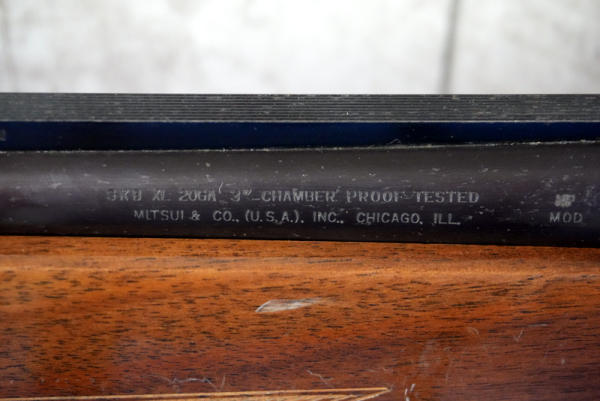 SKB XL 20GA 3" CHAMBER PROOF TESTED
MITSUI & CO., (U.S.A.), INC., CHICAGO, ILL.
MOD